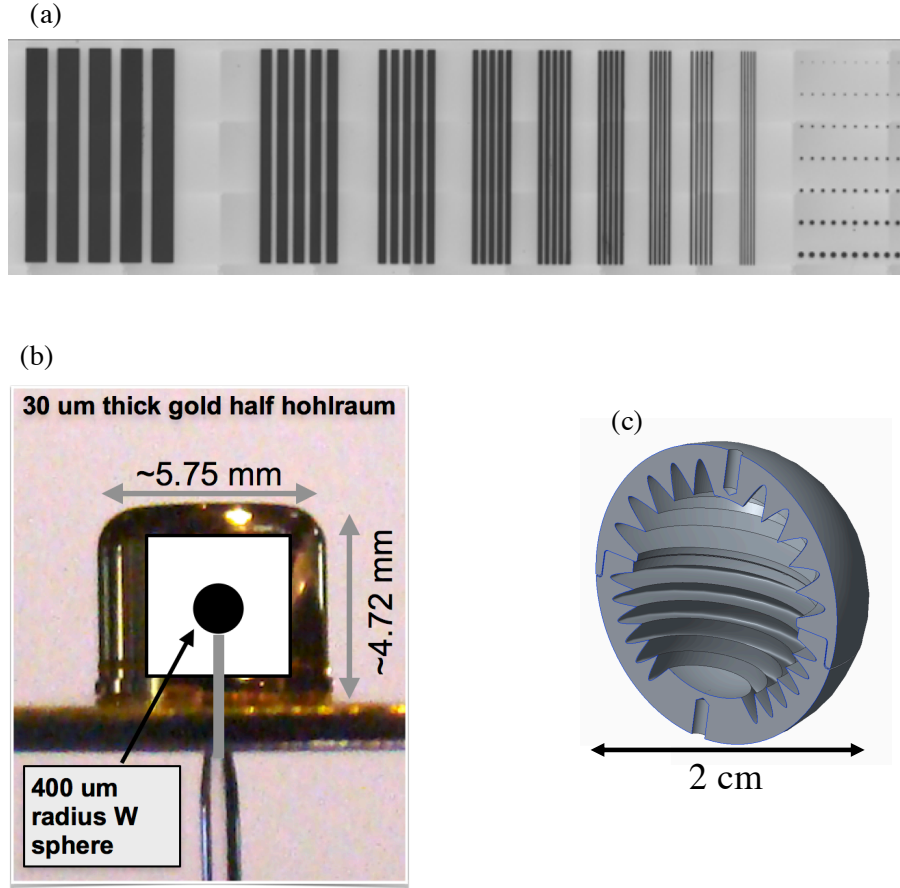 (a)
(b)
30 um thick gold half hohlraum
~5.75 mm
~4.72 mm
400 um
radius W
sphere
(c)
2 cm